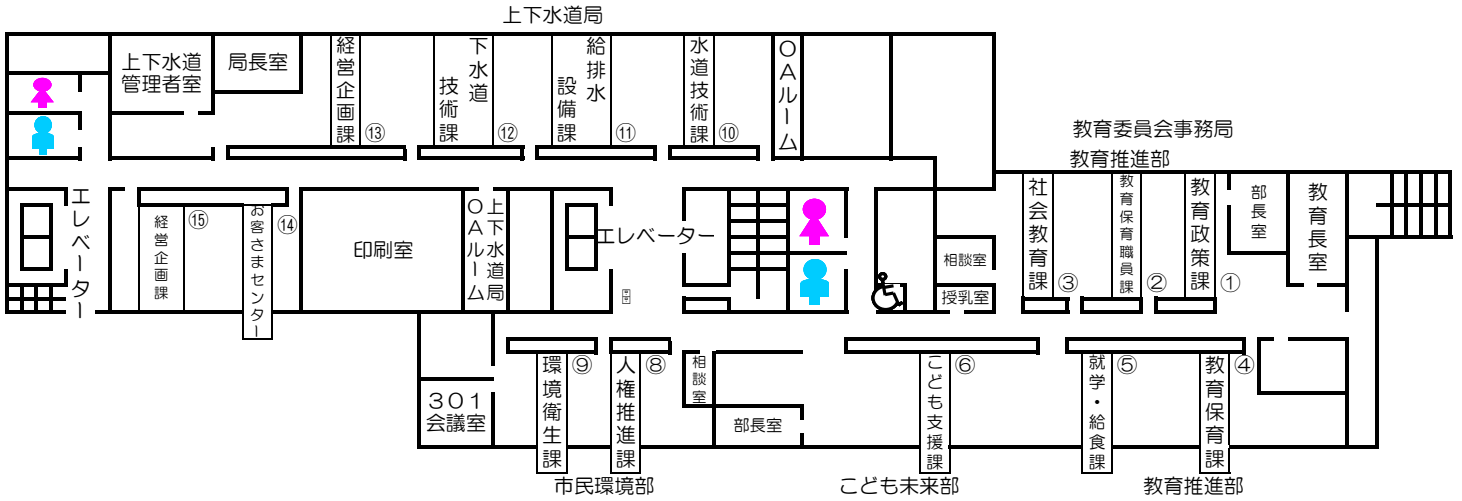 上下水道局
上下水道
管理者室
局長室
経営企画課
⑬
下水道
技術課
⑫
給排水
設備課
⑪
水道技術課
⑩
ОAルーム
教育委員会事務局
教育推進部
エレベーター
経営企画課
⑮
お客さまセンター
⑭
印刷室
上下水道局
ОAルーム
エレベーター
相談室
授乳室
社会教育課
③
教育保育職員課
②
教育政策課
①
部長室
教育長室
301
会議室
環境衛生課
⑨
人権推進課
⑧
相談室
部長室
こども支援課
⑥
就学・給食課
⑤
教育保育課
④
市民環境部
こども未来部
教育推進部